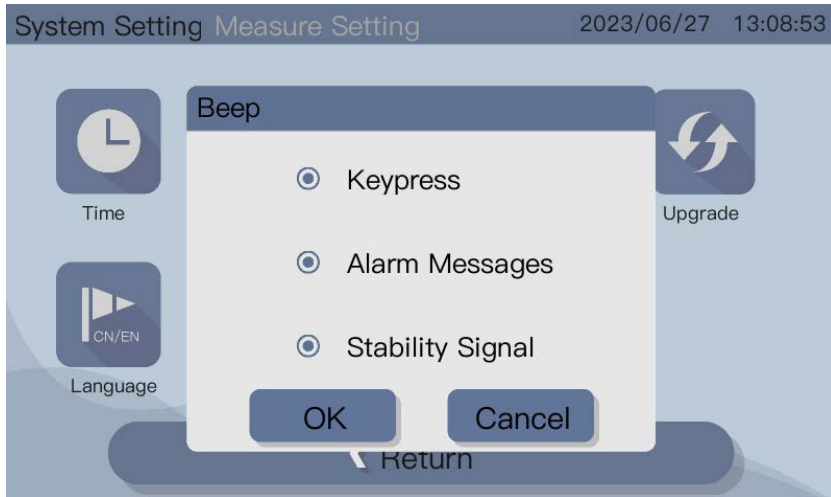 System Setting Measure Setting 2023/06/27 13:08:53
Beep
Time
Keypress
Upgrade
Alarm Messages
CN/EN
Language
Stability Signal
OK Cancel
Return